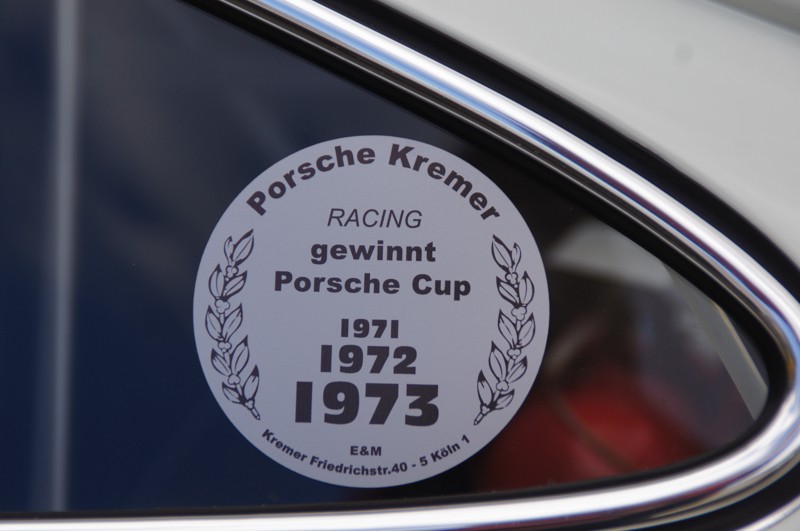 Porsche Kremer
RACING
gewinnt
Porsche Cup
1971
1972
1973
E&M
Kremer Friedrichstr.40 - 5 Köln 1